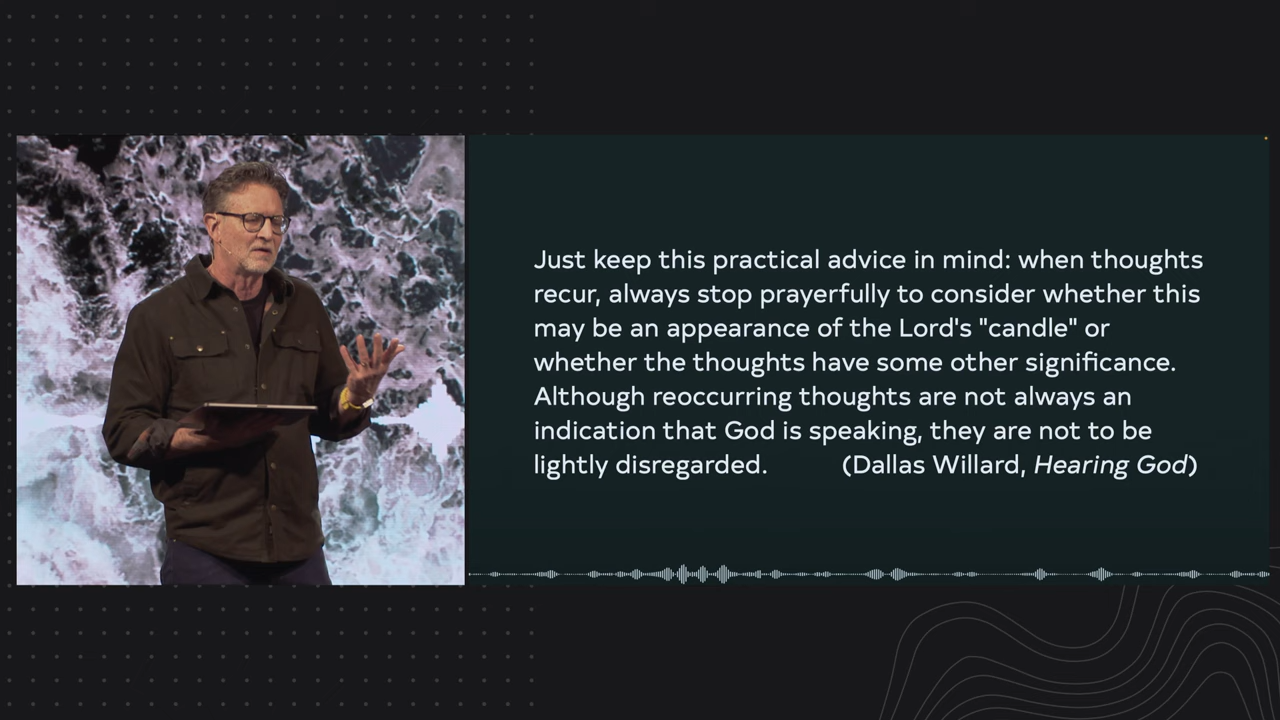 Just keep this practical advice in mind: when thoughts
recur, always stop prayerfully to consider whether this
may be an appearance of the Lord's "candle" or
whether the thoughts have some other significance.
Although reoccurring thoughts are not always an
indication that God is speaking, they are not to be
lightly disregarded. (Dallas Willard, Hearing God)